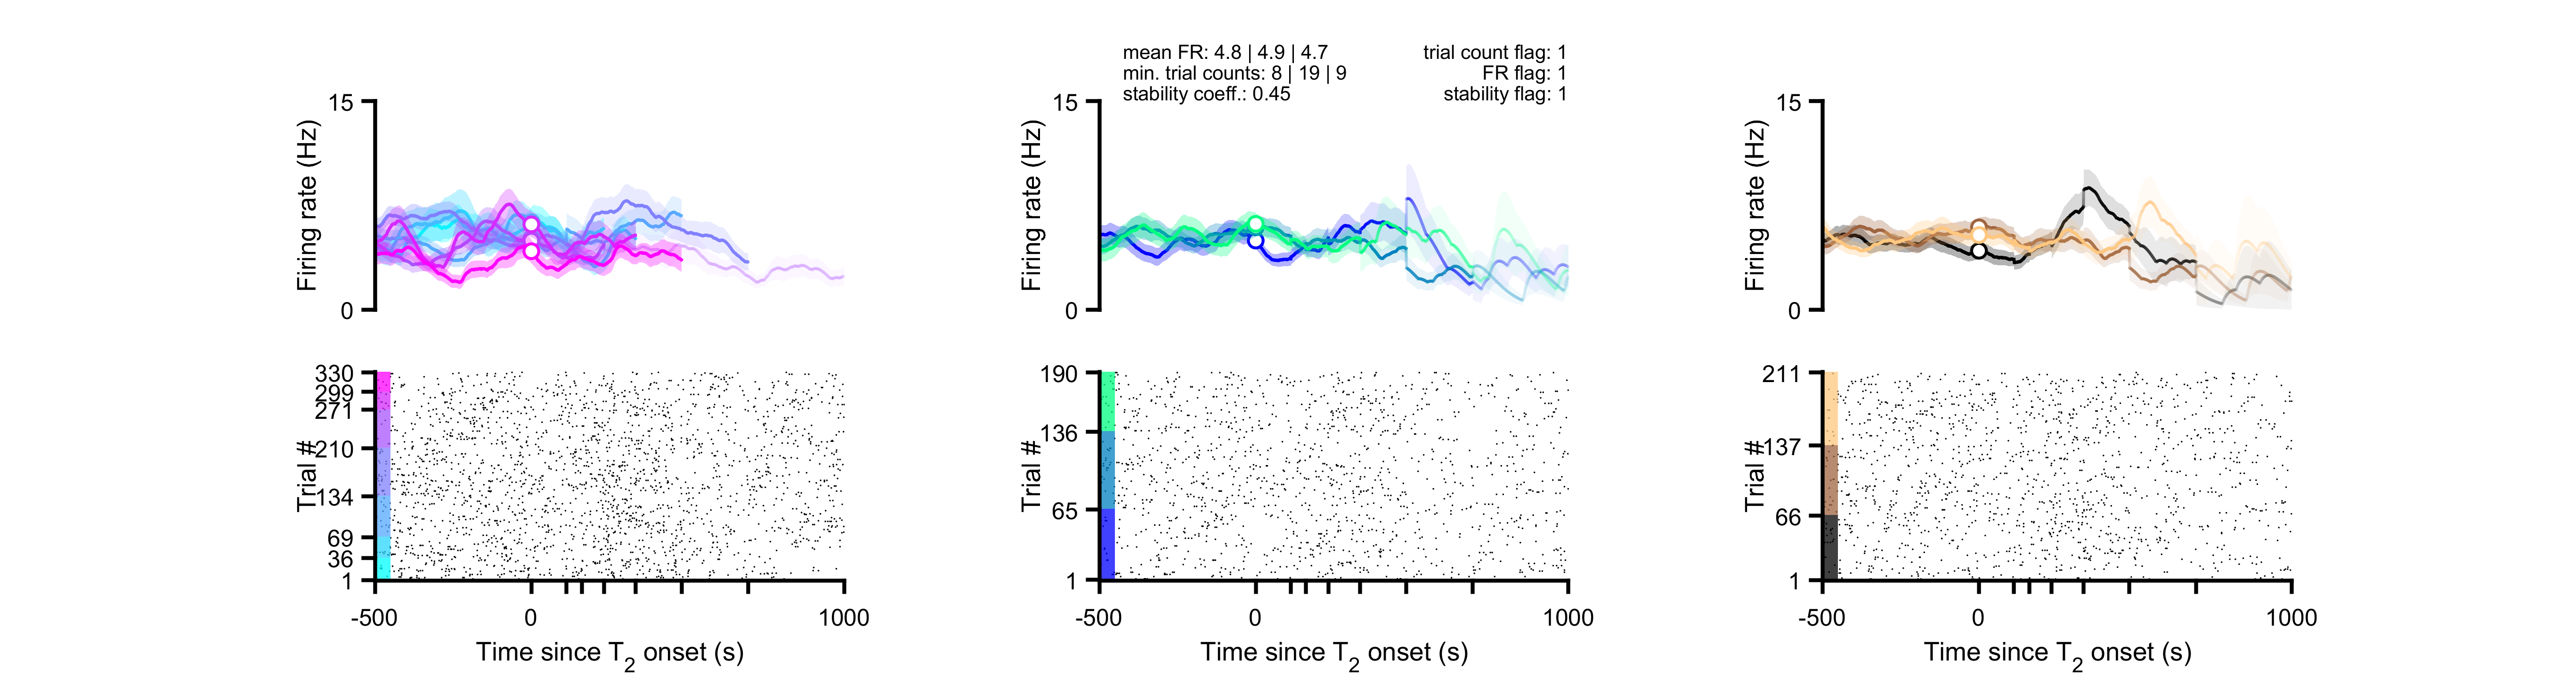 mean FR: 4.8 | 4.9 | 4.7
min. trial counts: 8 | 19 | 9
stability coeff.: 0.45
trial count flag: 1
FR flag: 1
stability flag: 1
15
Firing rate (Hz)
0
15
Firing rate (Hz)
0
15
Firing rate (Hz)
0
330
299
271
210
134
69
36
1
Trial #
-500
0
1000
Time since T2 onset (s)
190
136
65
1
Trial #
-500
0
1000
Time since T2 onset (s)
211
137
66
1
Trial #
-500
0
1000
Time since T2 onset (s)